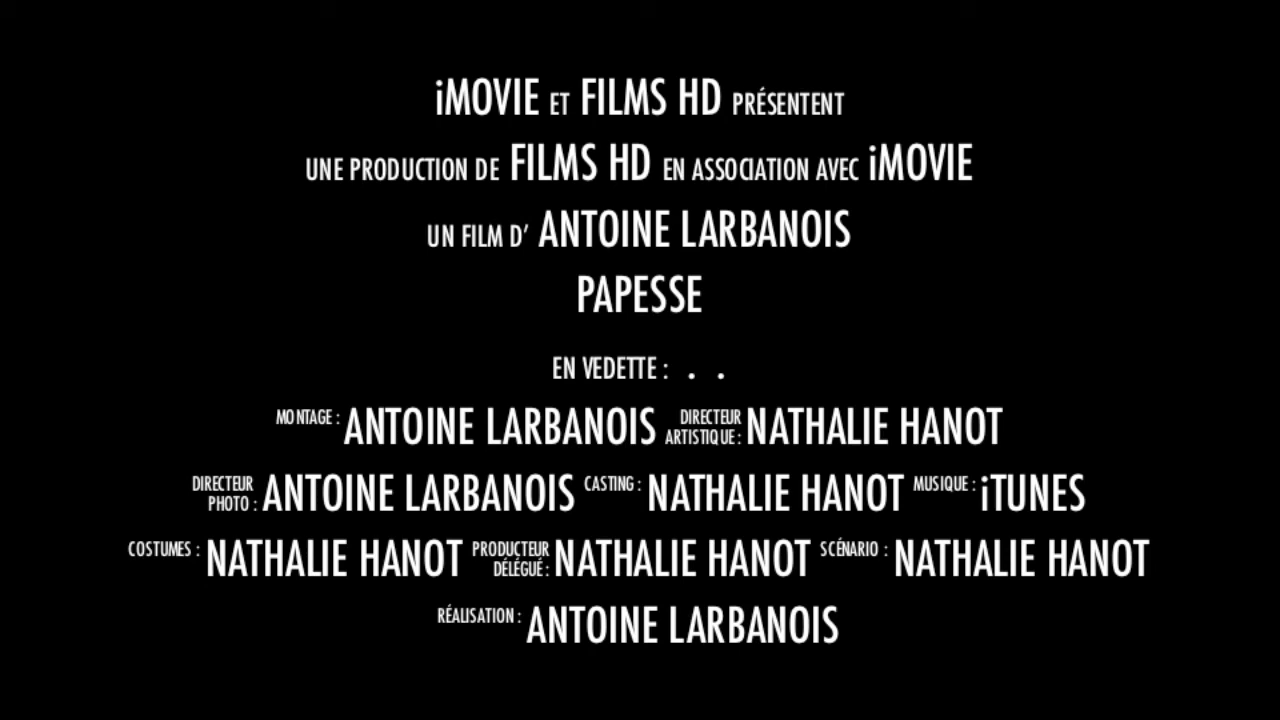 iMOVIE ET FILMS HD PRÉSENTENT
UNE PRODUCTION DE FILMS HD EN ASSOCIATION AVEC iMOVIE
UN FILM D’ ANTOINE LARBANOIS
PAPESSE
EN VEDETTE : . .
MONTAGE : ANTOINE LARBANOIS DIRECTEUR ARTISTIQUE : NATHALIE HANOT
DIRECTEUR PHOTO : ANTOINE LARBANOIS CASTING : NATHALIE HANOT MUSIQUE : iTUNES
COSTUMES : NATHALIE HANOT PRODUCTEUR DÉLÉGUÉ : NATHALIE HANOT SCÉNARIO : NATHALIE HANOT
RÉALISATION : ANTOINE LARBANOIS